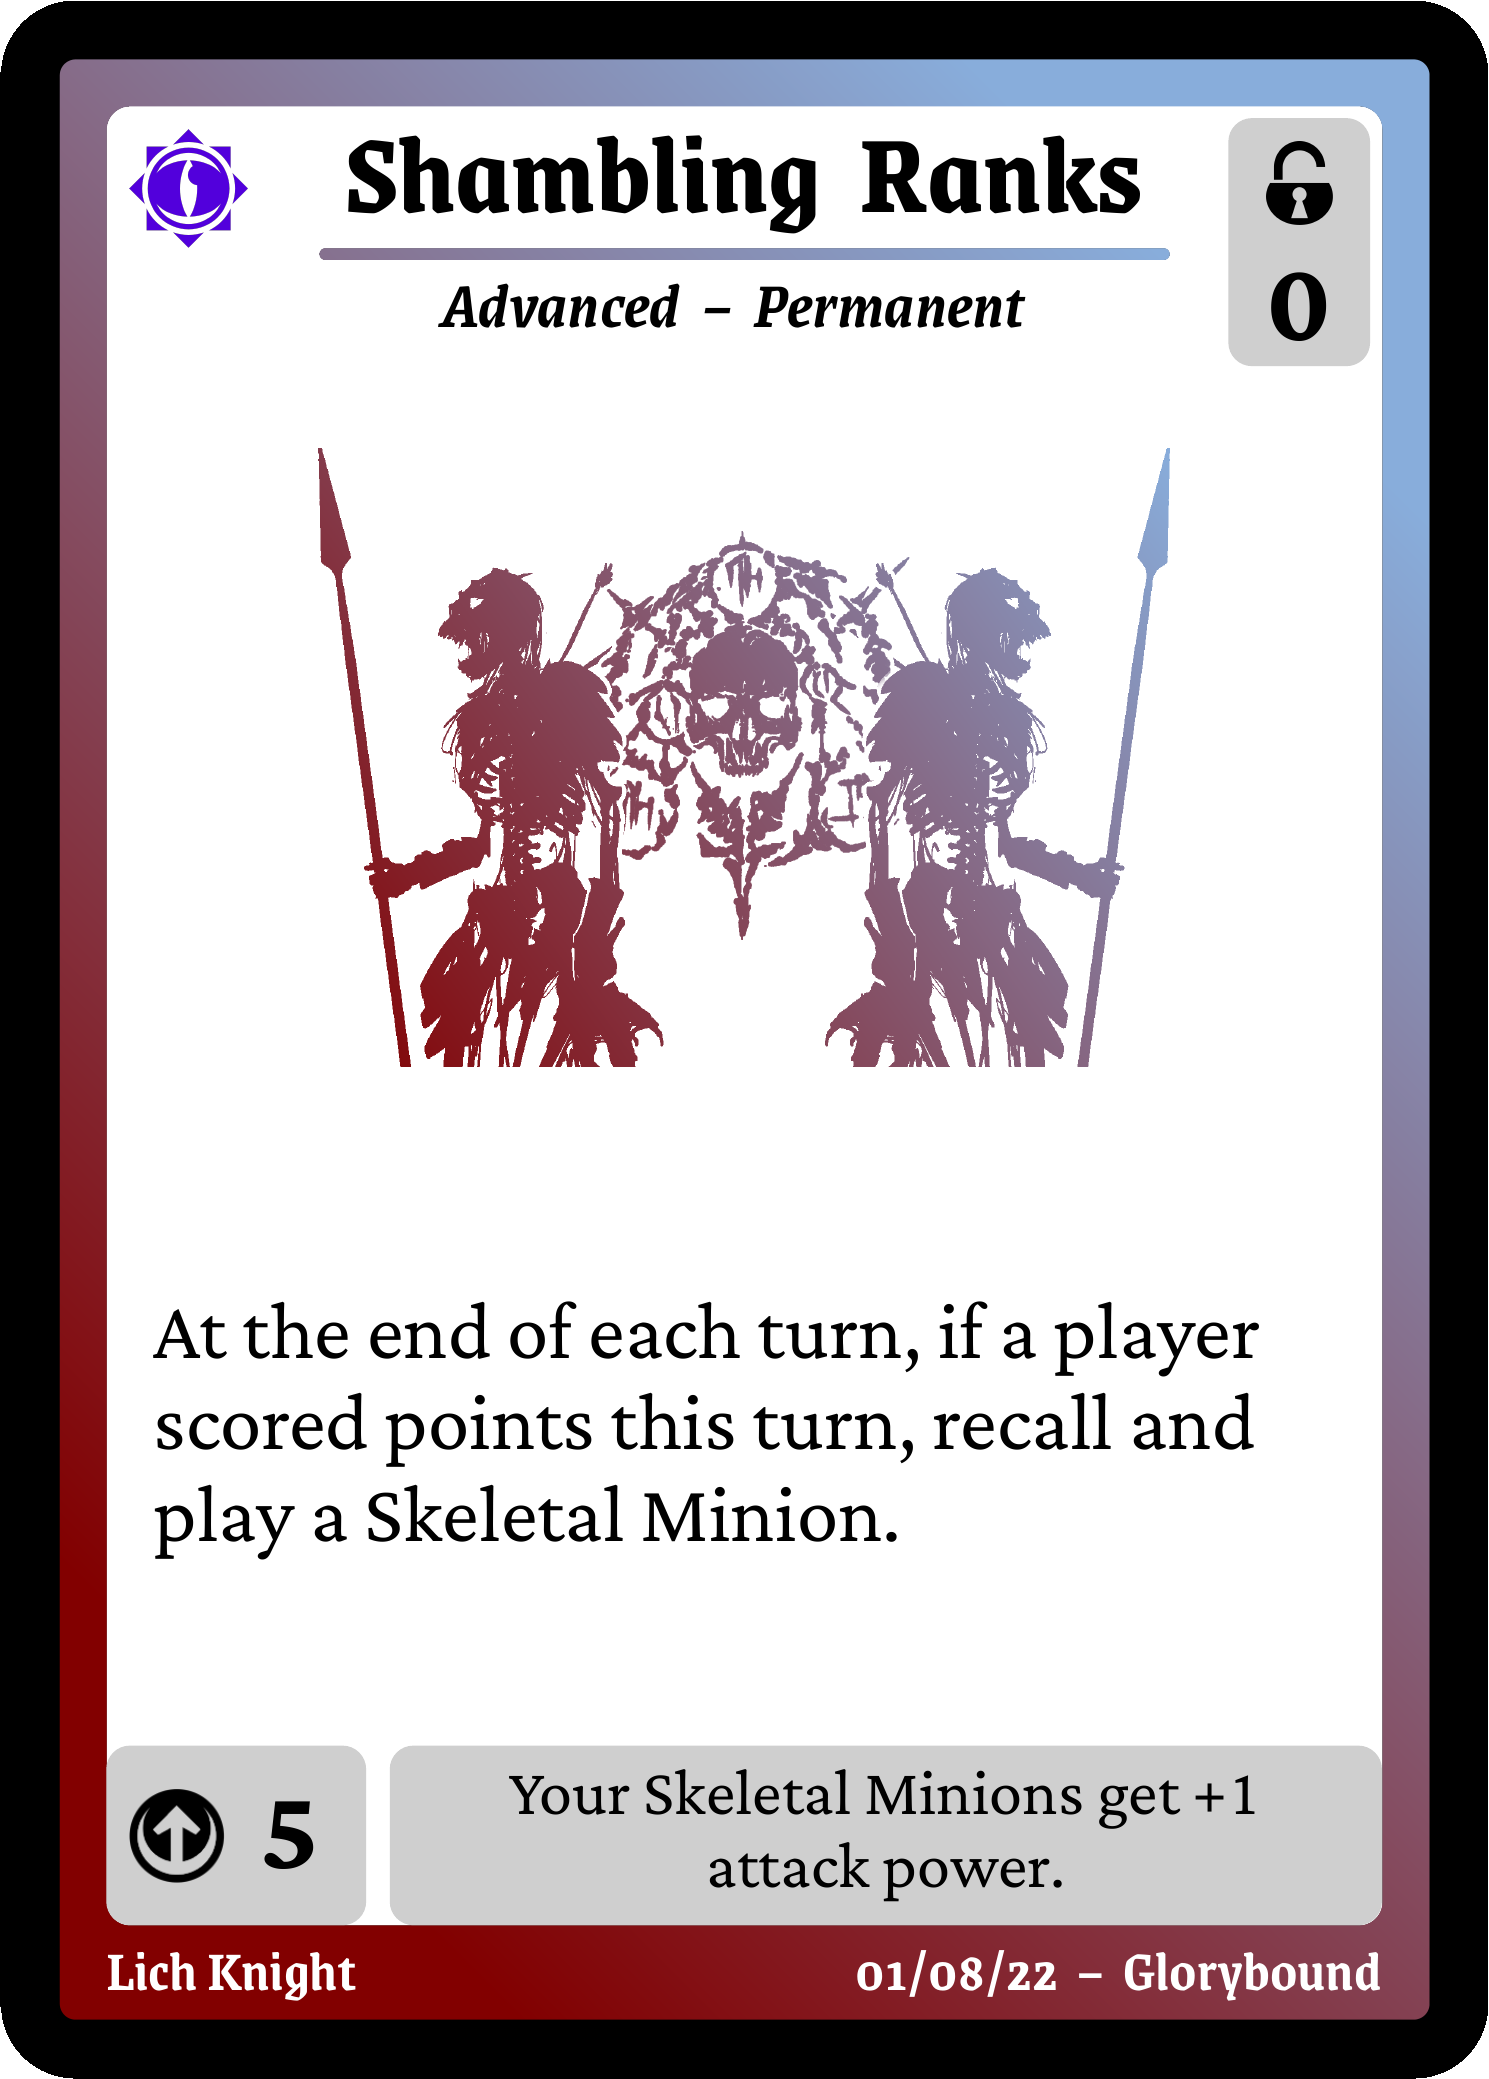 Shambling Ranks
Advanced – Permanent
0
At the end of each turn, if a player
scored points this turn, recall and
play a Skeletal Minion.
5
Your Skeletal Minions get +1
attack power.
Lich Knight
01/08/22 – Glorybound